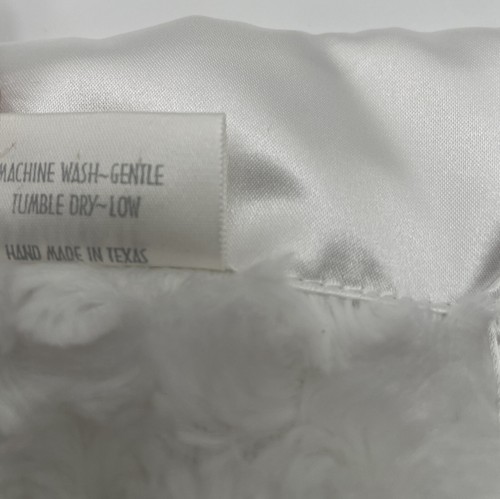 MACHINE WASH~GENTLE
TUMBLE DRY~LOW
HAND MADE IN TEXAS